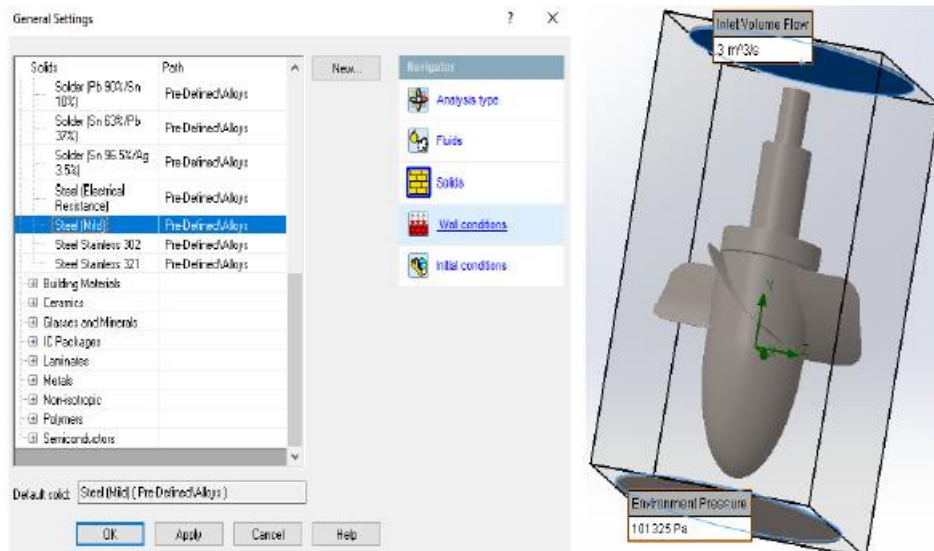 General Settings
?
Solids Path
Solder (Pb 90%/Sn
10%) Pre-Defined\Alloys
Solder (Sn 63%/Pb
37%) Pre-Defined\Alloys
Solder (Sn 96.5%/Ag
3.5%) Pre-Defined\Alloys
Steel (Electrical
Resistance) Pre-Defined\Alloys
Steel (Mild) Pre-Defined\Alloys
Steel Stainless 302 Pre-Defined\Alloys
Steel Stainless 321 Pre-Defined\Alloys
Building Materials
Ceramics
Glasses and Minerals
IC Packages
Laminates
Metals
Non-isotropic
Polymers
Semiconductors
Default solid: Steel (Mild) ( Pre-Defined\Alloys )
OK Apply Cancel Help
New...
Navigator
Analysis type
Fluids
Solids
Wall conditions
Initial conditions
Inlet Volume Flow
3 m^3/s
Y
Z
Environment Pressure
101325 Pa